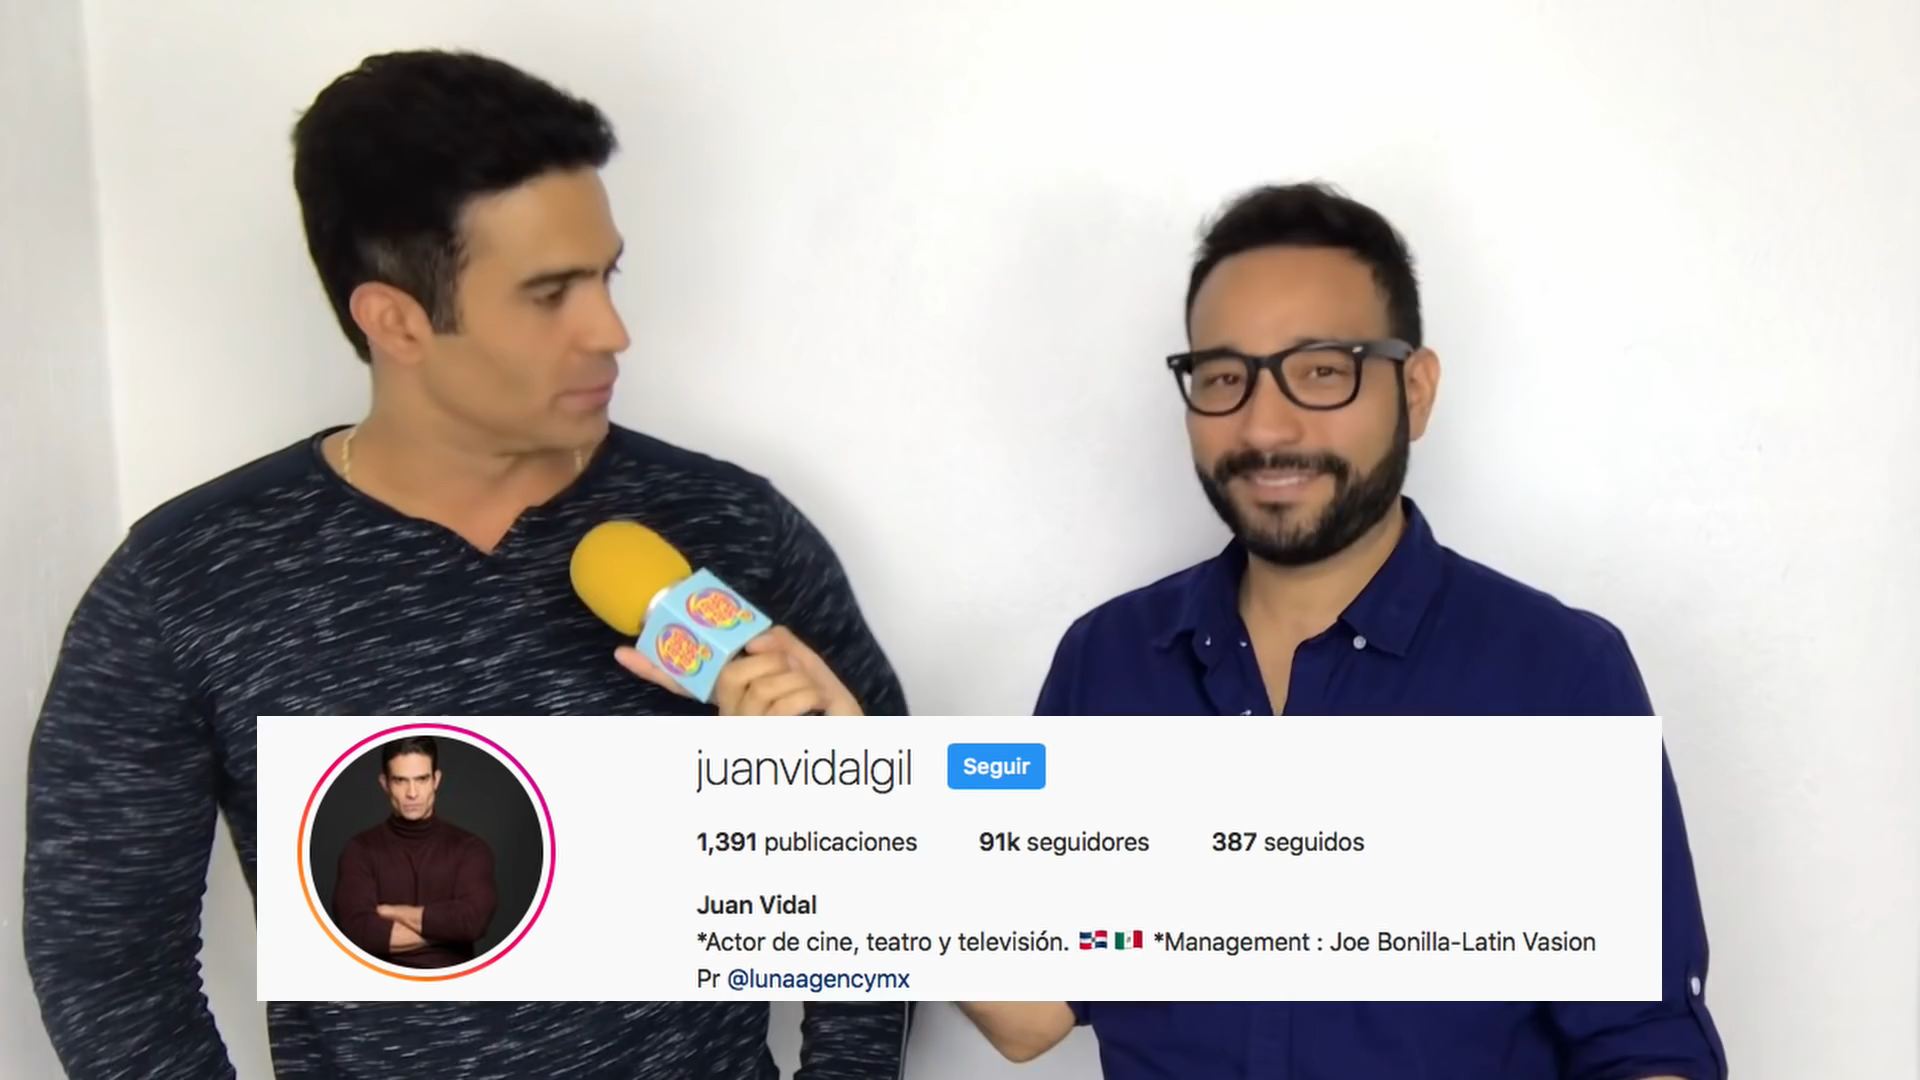 juanvidalgil Seguir
1,391 publicaciones 91k seguidores 387 seguidos
Juan Vidal
*Actor de cine, teatro y televisión. 🇩🇴 🇲🇽 *Management : Joe Bonilla-Latin Vasion
Pr @lunaagencymx